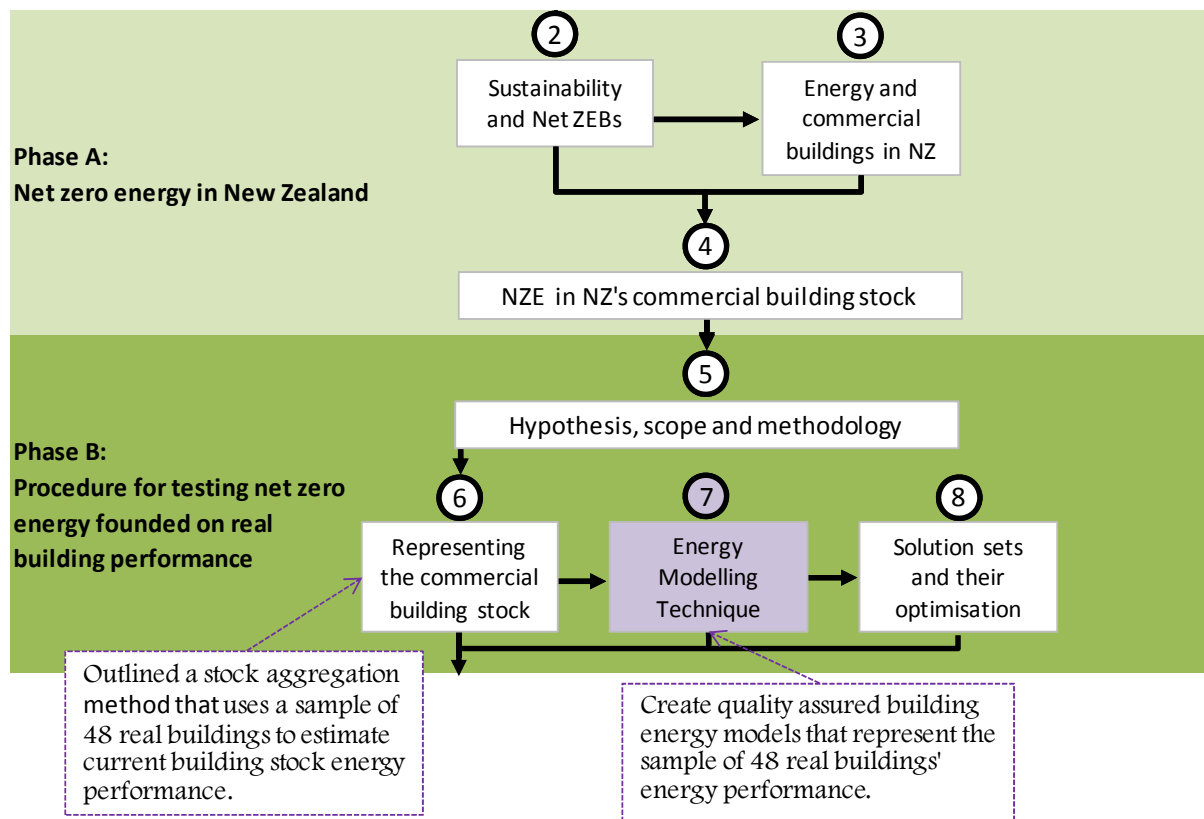 2
3
Sustainability
and Net ZEBs
Energy and
commercial
buildings in NZ
Phase A:
Net zero energy in New Zealand
4
NZE in NZ's commercial building stock
5
Hypothesis, scope and methodology
Phase B:
Procedure for testing net zero
energy founded on real
building performance
6
7
8
Representing
the commercial
building stock
Energy
Modelling
Technique
Solution sets
and their
optimisation
Outlined a stock aggregation
method that uses a sample of
48 real buildings to estimate
current building stock energy
performance.
Create quality assured building
energy models that represent the
sample of 48 real buildings'
energy performance.